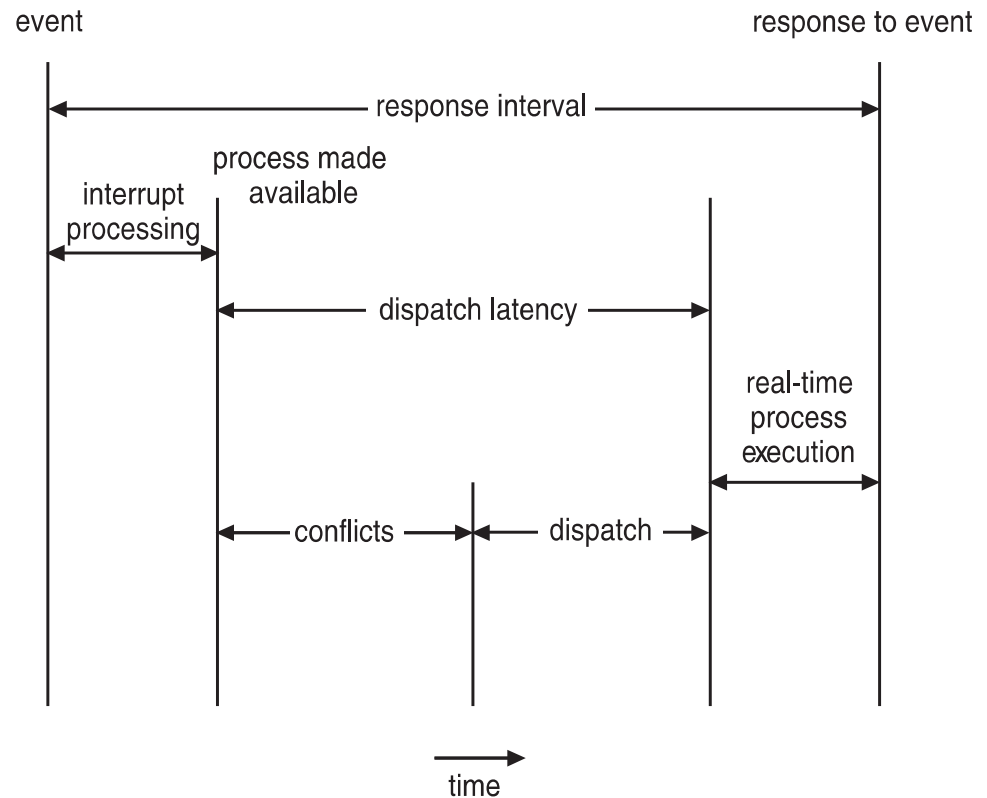 event
response to event
response interval
process made
available
interrupt
processing
dispatch latency
real-time
process
execution
conflicts
dispatch
time